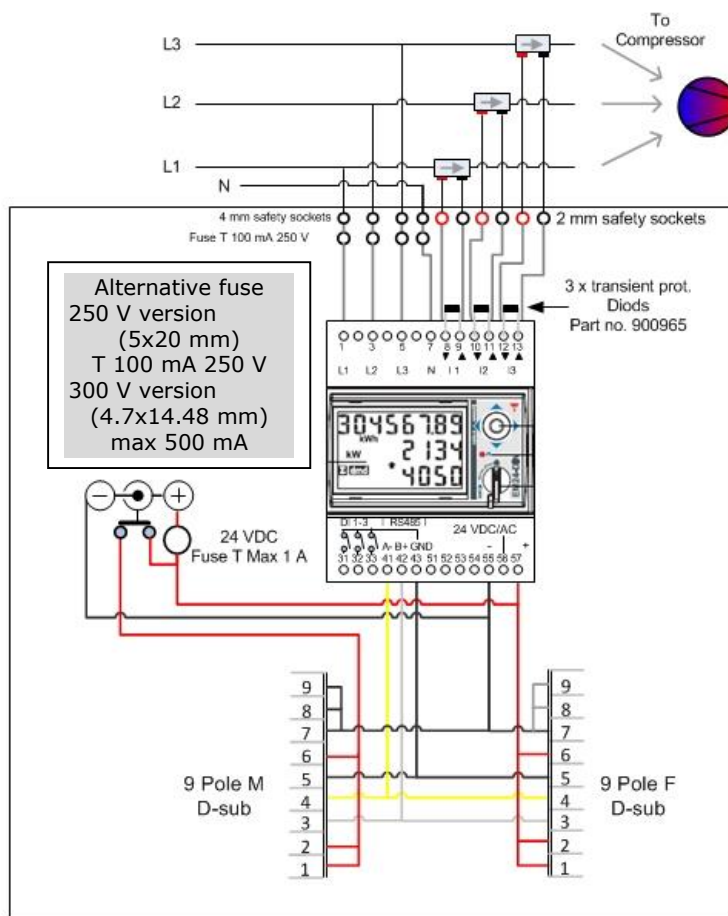 To
Compressor
L3
L2
L1
N
4 mm safety sockets
2 mm safety sockets
Fuse T 100 mA 250 V
Alternative fuse
250 V version
(5x20 mm)
T 100 mA 250 V
300 V version
(4.7x14.48 mm)
max 500 mA
3 x transient prot.
Diods
Part no. 900965
1 3 5 7 8 9 10 11 12 13
L1 L2 L3 N I 1 I2 I3
304567.89
kWh
2134
kW
4050
Σ dmd
24 VDC
Fuse T Max 1 A
DI 1-3 RS485 24 VDC/AC
A- B+ GND - +
31 32 33 41 42 43 51 52 53 54 55 56 57
9 Pole M
D-sub
9
8
7
6
5
4
3
2
1
9
8
7
6
5
4
3
2
1
9 Pole F
D-sub